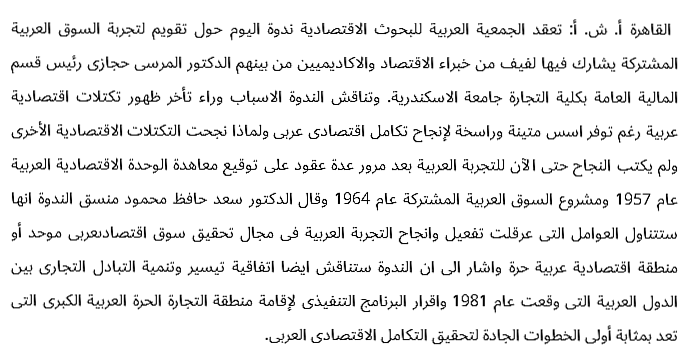 القاهرة أ. ش. أ: تعقد الجمعية العربية للبحوث الاقتصادية ندوة اليوم حول تقويم لتجربة السوق العربية
المشتركة يشارك فيها لفيف من خبراء الاقتصاد والاكاديميين من بينهم الدكتور المرسى حجازى رئيس قسم
المالية العامة بكلية التجارة جامعة الاسكندرية. وتناقش الندوة الاسباب وراء تأخر ظهور تكتلات اقتصادية
عربية رغم توفر اسس متينة وراسخة لإنجاح تكامل اقتصادى عربى ولماذا نجحت التكتلات الاقتصادية الأخرى
ولم يكتب النجاح حتى الآن للتجربة العربية بعد مرور عدة عقود على توقيع معاهدة الوحدة الاقتصادية العربية
عام 1957 ومشروع السوق العربية المشتركة عام 1964 وقال الدكتور سعد حافظ محمود منسق الندوة انها
ستتناول العوامل التى عرقلت تفعيل وانجاح التجربة العربية فى مجال تحقيق سوق اقتصادىعربى موحد أو
منطقة اقتصادية عربية حرة واشار الى ان الندوة ستناقش ايضا اتفاقية تيسير وتنمية التبادل التجارى بين
الدول العربية التى وقعت عام 1981 واقرار البرنامج التنفيذى لإقامة منطقة التجارة الحرة العربية الكبرى التى
تعد بمثابة أولى الخطوات الجادة لتحقيق التكامل الاقتصادى العربى.